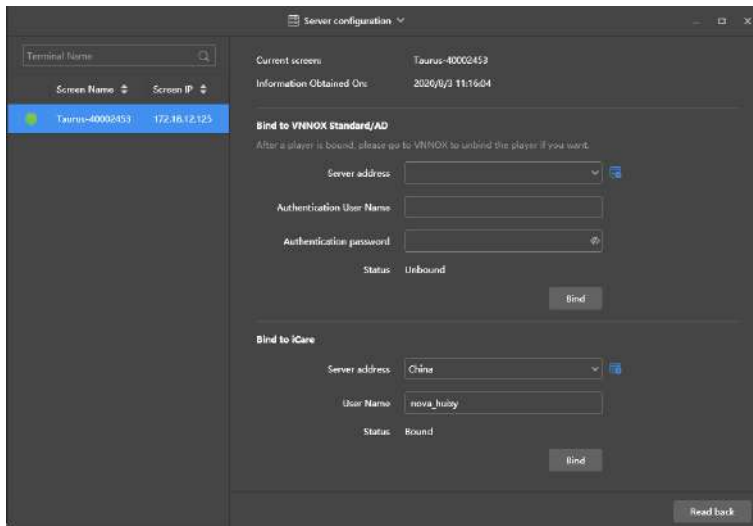 Server configuration
Terminal Name
Screen Name
Screen IP
Taurus-40002453
172.18.12.125
Current screen:
Taurus-40002453
Information Obtained On:
2020/8/3 11:16:04
Bind to VNNOX Standard/AD
After a player is bound, please go to VNNOX to unbind the player if you want.
Server address
Authentication User Name
Authentication password
Status
Unbound
Bind
Bind to iCare
Server address
China
User Name
nova_huisy
Status
Bound
Bind
Read back